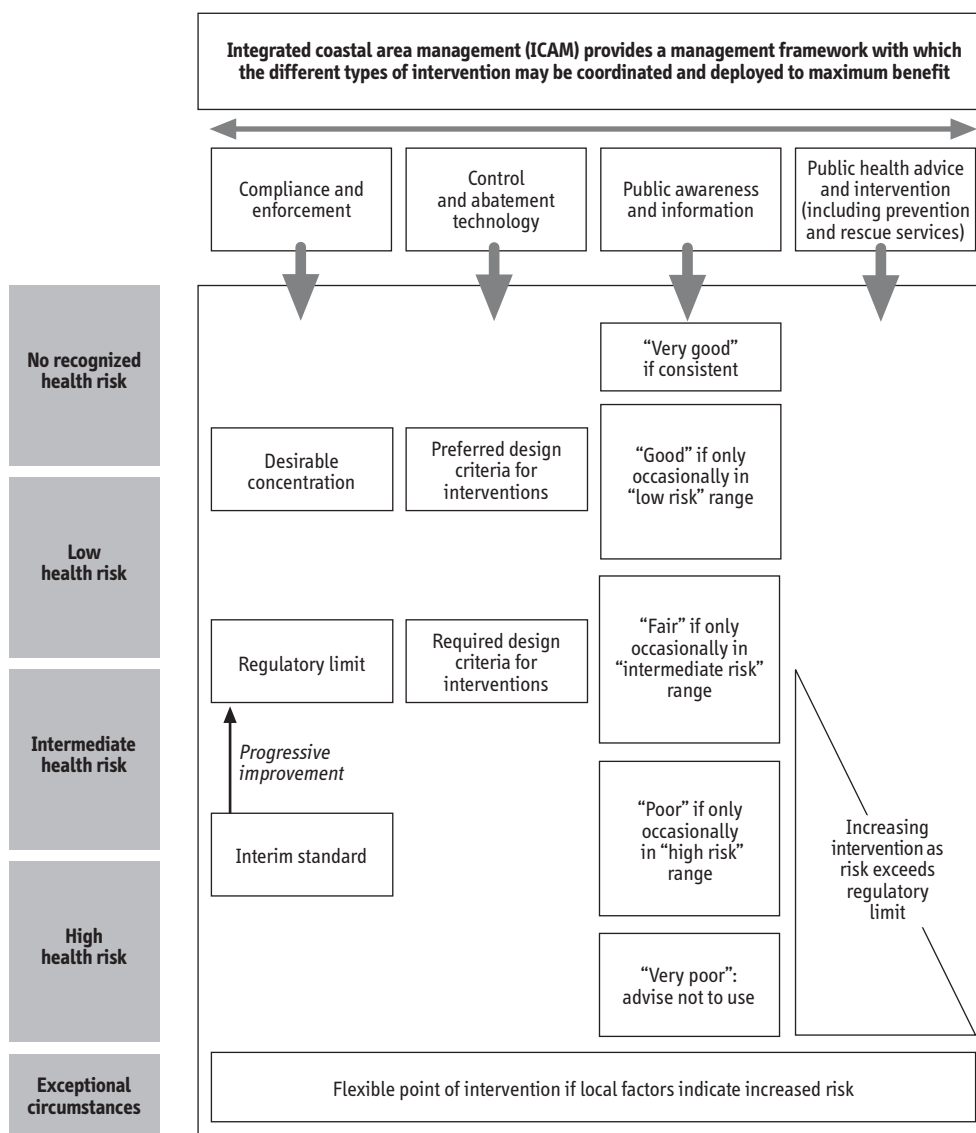 Integrated coastal area management (ICAM) provides a management framework with which
the different types of intervention may be coordinated and deployed to maximum benefit
Compliance and
enforcement
Control
and abatement
technology
Public awareness
and information
Public health advice
and intervention
(including prevention
and rescue services)
No recognized
health risk
“Very good”
if consistent
Desirable
concentration
Preferred design
criteria for
interventions
“Good” if only
occasionally in
“low risk” range
Low
health risk
Regulatory limit
Required design
criteria for
interventions
“Fair” if only
occasionally in
“intermediate risk”
range
Intermediate
health risk
Progressive
improvement
Interim standard
“Poor” if only
occasionally
in “high risk”
range
Increasing
intervention as
risk exceeds
regulatory
limit
High
health risk
“Very poor”:
advise not to use
Exceptional
circumstances
Flexible point of intervention if local factors indicate increased risk